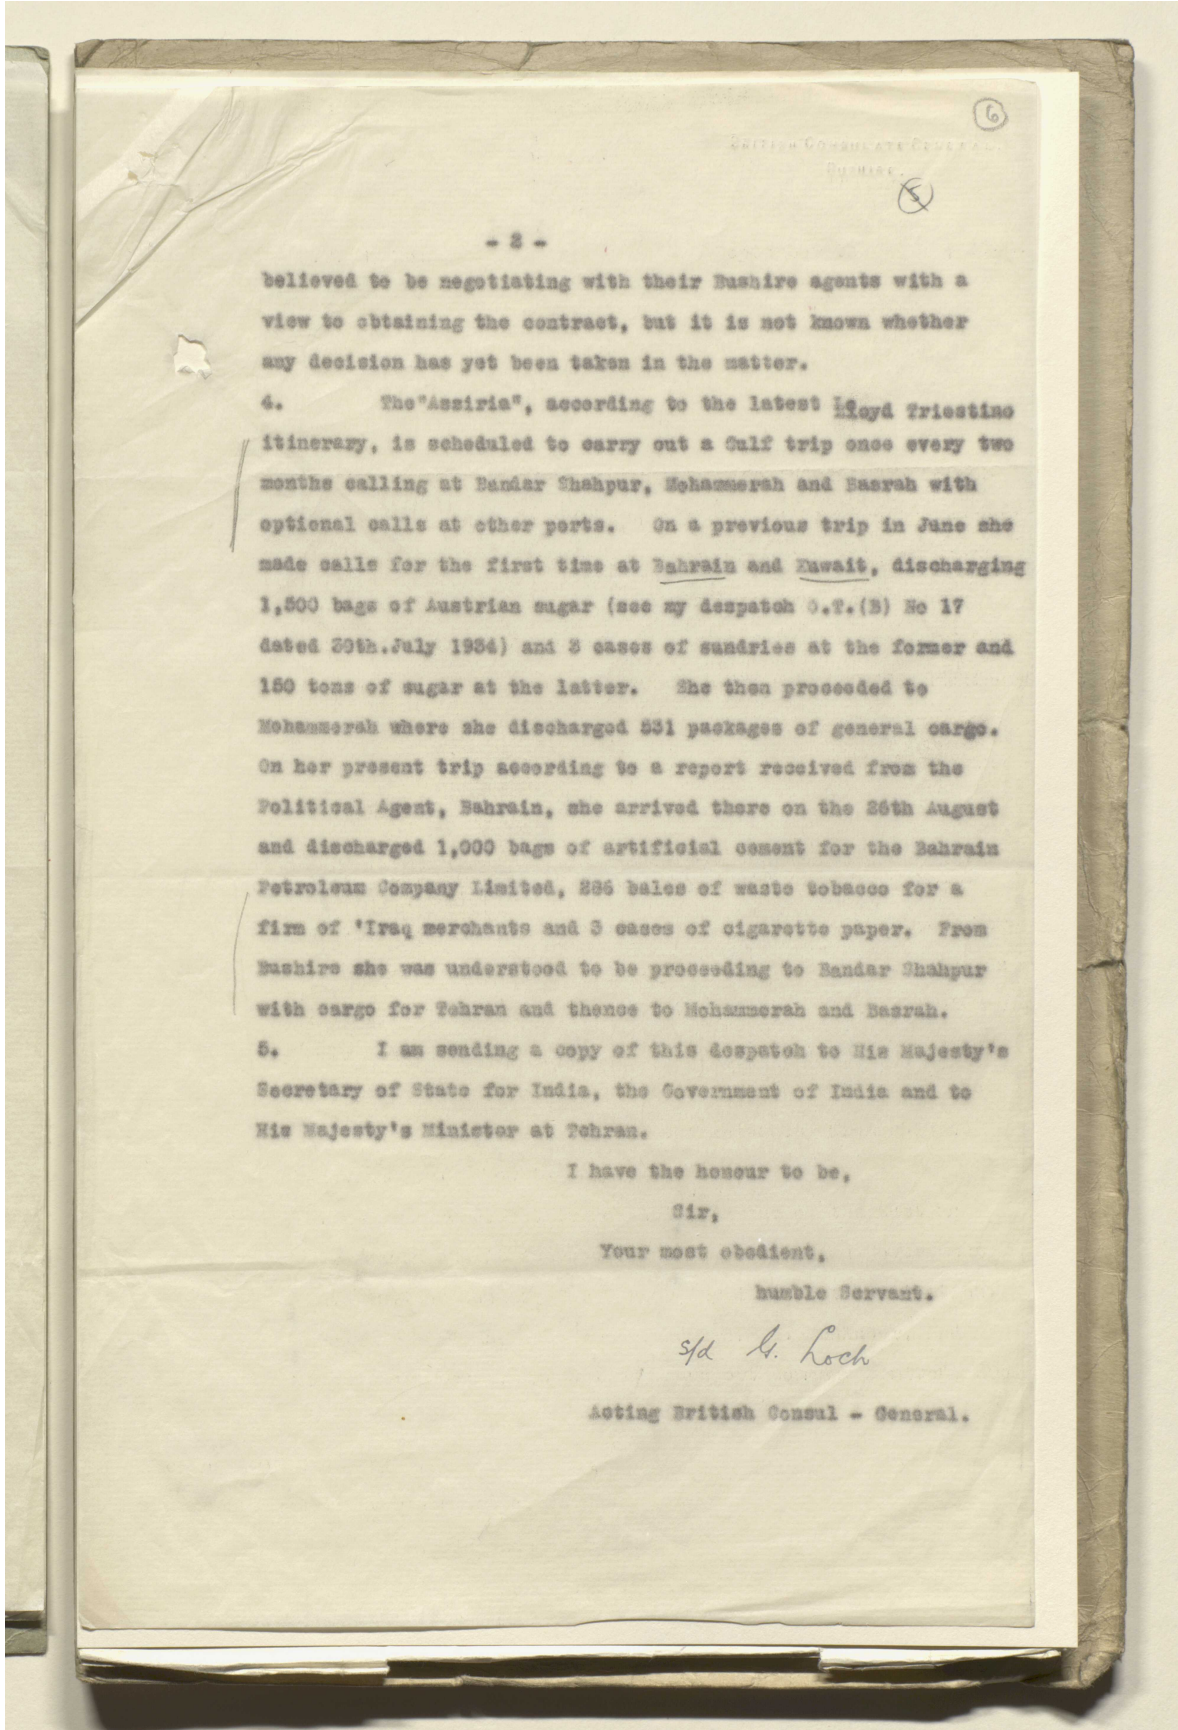 6
BRITISH CONSULATE GENERAL.
BUSHIRE.
5
- 2 -
believed to be negotiating with their Bushire agents with a
view to obtaining the contract, but it is not known whether
any decision has yet been taken in the matter.
4. The"Assiria", according to the latest Lloyd Triestino
itinerary, is scheduled to carry out a Gulf trip once every two
months calling at Bandar Shahpur, Mohammerah and Basrah with
optional calls at other ports. On a previous trip in June she
made calls for the first time at Bahrain and Kuwait, discharging
1,500 bags of Austrian sugar (see my despatch O.T.(B) No 17
dated 30th.July 1934) and 3 cases of sundries at the former and
150 tons of sugar at the latter. She then proceeded to
Mohammerah where she discharged 531 packages of general cargo.
On her present trip according to a report received from the
Political Agent, Bahrain, she arrived there on the 26th August
and discharged 1,000 bags of artificial cement for the Bahrain
Petroleum Company Limited, 286 bales of waste tobacco for a
firm of 'Iraq merchants and 3 cases of cigarette paper. From
Bushire she was understood to be proceeding to Bandar Shahpur
with cargo for Tehran and thence to Mohammerah and Basrah.
5. I am sending a copy of this despatch to His Majesty's
Secretary of State for India, the Government of India and to
His Majesty's Minister at Tehran.
I have the honour to be,
Sir,
Your most obedient,
humble Servant.
s/d G. Loch
Acting British Consul - General.